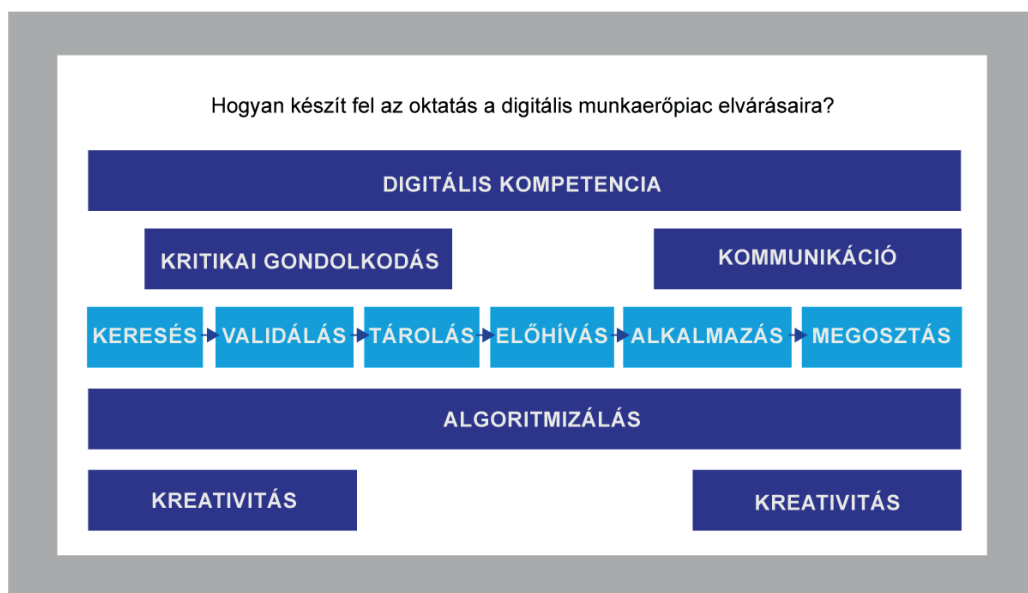 Hogyan készít fel az oktatás a digitális munkaerőpiac elvárásaira?
DIGITÁLIS KOMPETENCIA
KRITIKAI GONDOLKODÁS
KOMMUNIKÁCIÓ
KERESÉS
VALIDÁLÁS
TÁROLÁS
ELŐHÍVÁS
ALKALMAZÁS
MEGOSZTÁS
ALGORITMIZÁLÁS
KREATIVITÁS
KREATIVITÁS